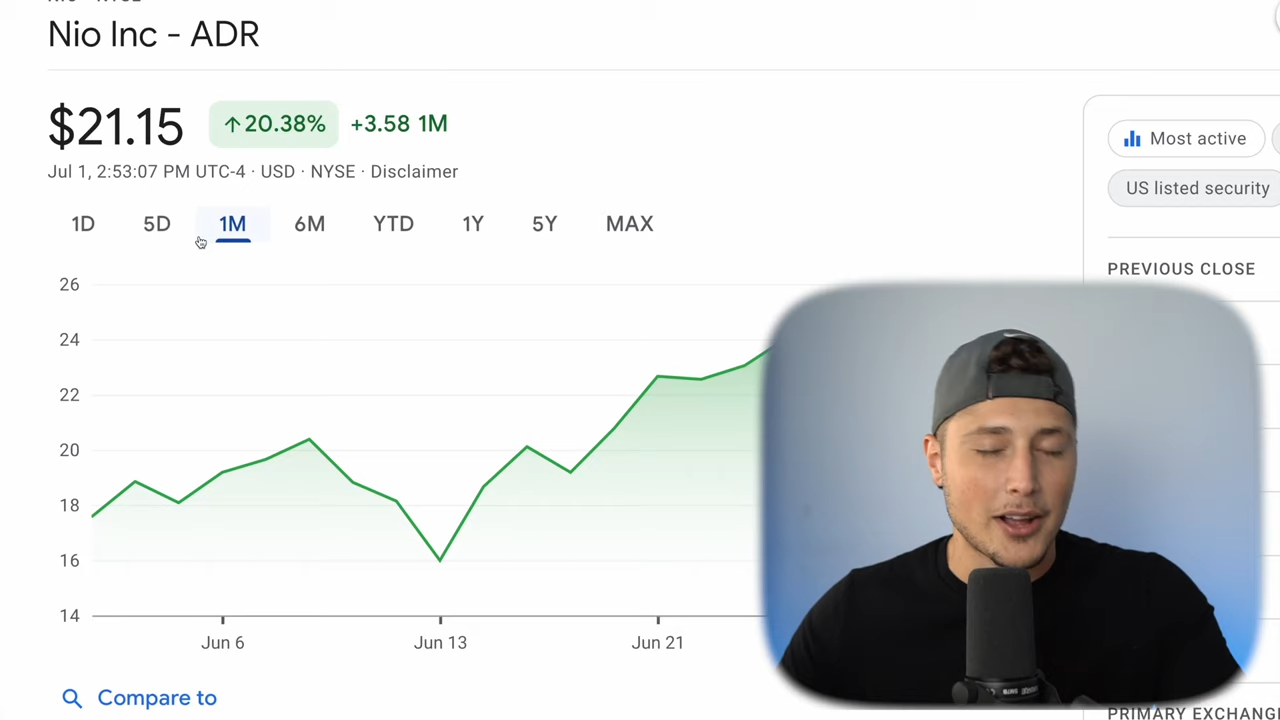 Nio Inc - ADR
$21.15 ↑20.38% +3.58 1M
Jul 1, 2:53:07 PM UTC-4 · USD · NYSE · Disclaimer
1D 5D 1M 6M YTD 1Y 5Y MAX
26
24
22
20
18
16
14
Jun 6 Jun 13 Jun 21
Compare to
Most active
US listed security
PREVIOUS CLOSE
PRIMARY EXCHANG